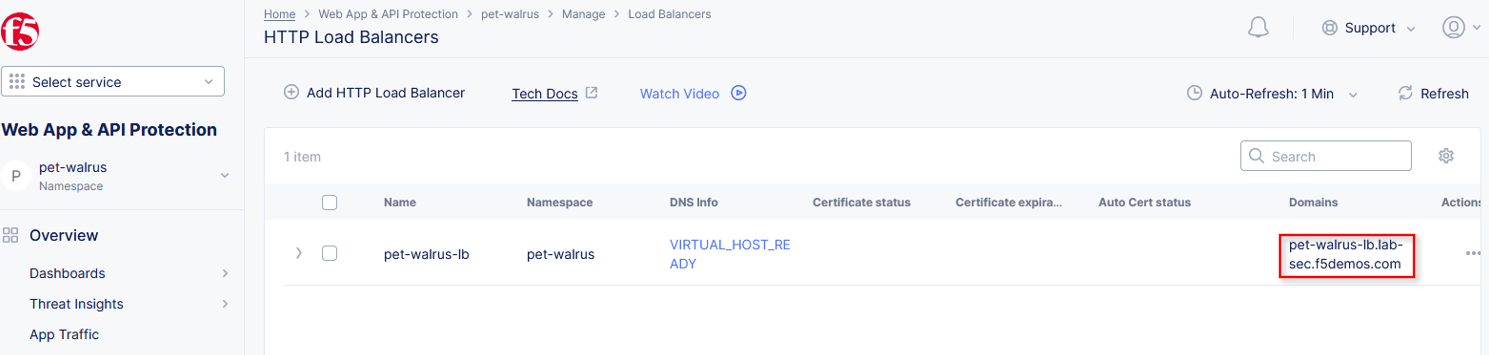 f5
Home > Web App & API Protection > pet-walrus > Manage > Load Balancers
HTTP Load Balancers
Support
Select service
Add HTTP Load Balancer
Tech Docs
Watch Video
Auto-Refresh: 1 Min
Refresh
Web App & API Protection
P
pet-walrus
Namespace
1 item
Search
Name Namespace DNS Info Certificate status Certificate expira... Auto Cert status Domains Actions
pet-walrus-lb pet-walrus VIRTUAL_HOST_RE
ADY
pet-walrus-lb.lab-
sec.f5demos.com
Overview
Dashboards
Threat Insights
App Traffic